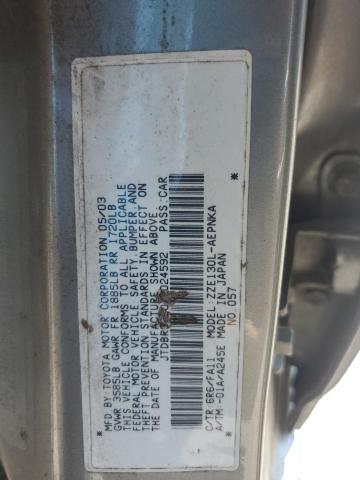 MFD BY TOYOTA MOTOR CORPORATION 05/03
GVWR 3585LB GAWR FR 1885LB RR 1720LB
THIS VEHICLE CONFORMS TO ALL APPLICABLE
FEDERAL MOTOR VEHICLE SAFETY, BUMPER, AND
THEFT PREVENTION STANDARDS IN EFFECT ON
THE DATE OF MANUFACTURE SHOWN ABOVE
PASS.CAR
C/TR:6R6/FA11 MODEL:ZZE130L-AEPNKA
A/TM:-01A/A245E MADE IN JAPAN
NO 057